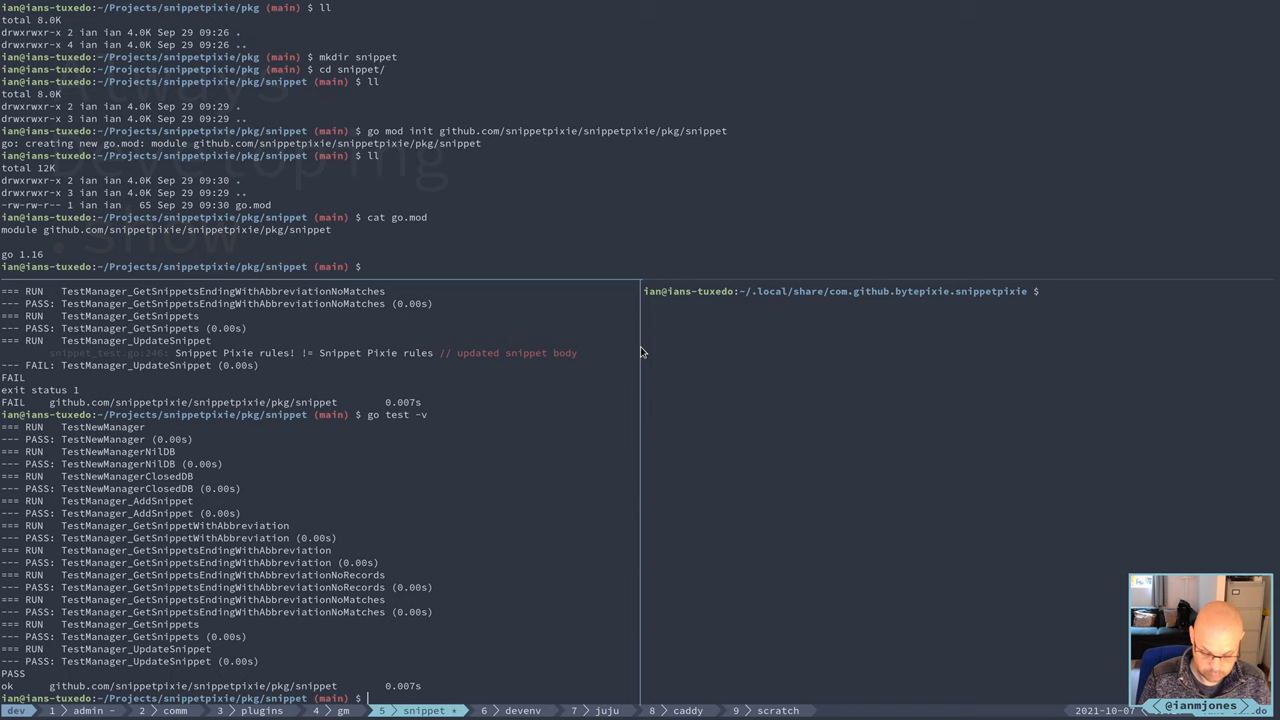 ian@ians-tuxedo:~/Projects/snippetpixie/pkg (main) $ ll
total 8.0K
drwxrwxr-x 2 ian ian 4.0K Sep 29 09:26 .
drwxrwxr-x 4 ian ian 4.0K Sep 29 09:26 ..
ian@ians-tuxedo:~/Projects/snippetpixie/pkg (main) $ mkdir snippet
ian@ians-tuxedo:~/Projects/snippetpixie/pkg (main) $ cd snippet/
ian@ians-tuxedo:~/Projects/snippetpixie/pkg/snippet (main) $ ll
total 8.0K
drwxrwxr-x 2 ian ian 4.0K Sep 29 09:29 .
drwxrwxr-x 3 ian ian 4.0K Sep 29 09:29 ..
ian@ians-tuxedo:~/Projects/snippetpixie/pkg/snippet (main) $ go mod init github.com/snippetpixie/snippetpixie/pkg/snippet
go: creating new go.mod: module github.com/snippetpixie/snippetpixie/pkg/snippet
ian@ians-tuxedo:~/Projects/snippetpixie/pkg/snippet (main) $ ll
total 12K
drwxrwxr-x 2 ian ian 4.0K Sep 29 09:30 .
drwxrwxr-x 3 ian ian 4.0K Sep 29 09:29 ..
-rw-rw-r-- 1 ian ian   65 Sep 29 09:30 go.mod
ian@ians-tuxedo:~/Projects/snippetpixie/pkg/snippet (main) $ cat go.mod
module github.com/snippetpixie/snippetpixie/pkg/snippet
go 1.16
ian@ians-tuxedo:~/Projects/snippetpixie/pkg/snippet (main) $
Always
Developing
.Show
=== RUN   TestManager_GetSnippetsEndingWithAbbreviationNoMatches
--- PASS: TestManager_GetSnippetsEndingWithAbbreviationNoMatches (0.00s)
=== RUN   TestManager_GetSnippets
--- PASS: TestManager_GetSnippets (0.00s)
=== RUN   TestManager_UpdateSnippet
snippet_test.go:246: Snippet Pixie rules! != Snippet Pixie rules // updated snippet body
--- FAIL: TestManager_UpdateSnippet (0.00s)
FAIL
exit status 1
FAIL    github.com/snippetpixie/snippetpixie/pkg/snippet        0.007s
ian@ians-tuxedo:~/Projects/snippetpixie/pkg/snippet (main) $ go test -v
=== RUN   TestNewManager
--- PASS: TestNewManager (0.00s)
=== RUN   TestNewManagerNilDB
--- PASS: TestNewManagerNilDB (0.00s)
=== RUN   TestNewManagerClosedDB
--- PASS: TestNewManagerClosedDB (0.00s)
=== RUN   TestManager_AddSnippet
--- PASS: TestManager_AddSnippet (0.00s)
=== RUN   TestManager_GetSnippetWithAbbreviation
--- PASS: TestManager_GetSnippetWithAbbreviation (0.00s)
=== RUN   TestManager_GetSnippetsEndingWithAbbreviation
--- PASS: TestManager_GetSnippetsEndingWithAbbreviation (0.00s)
=== RUN   TestManager_GetSnippetsEndingWithAbbreviationNoRecords
--- PASS: TestManager_GetSnippetsEndingWithAbbreviationNoRecords (0.00s)
=== RUN   TestManager_GetSnippetsEndingWithAbbreviationNoMatches
--- PASS: TestManager_GetSnippetsEndingWithAbbreviationNoMatches (0.00s)
=== RUN   TestManager_GetSnippets
--- PASS: TestManager_GetSnippets (0.00s)
=== RUN   TestManager_UpdateSnippet
--- PASS: TestManager_UpdateSnippet (0.00s)
PASS
ok      github.com/snippetpixie/snippetpixie/pkg/snippet        0.007s
ian@ians-tuxedo:~/Projects/snippetpixie/pkg/snippet (main) $
ian@ians-tuxedo:~/.local/share/com.github.bytepixie.snippetpixie $
dev 1 > admin - 2 > comm 3 > plugins 4 > gm 5 > snippet * 6 > devenv 7 > juju 8 > caddy 9 > scratch 2021-10-07
@ianmjones